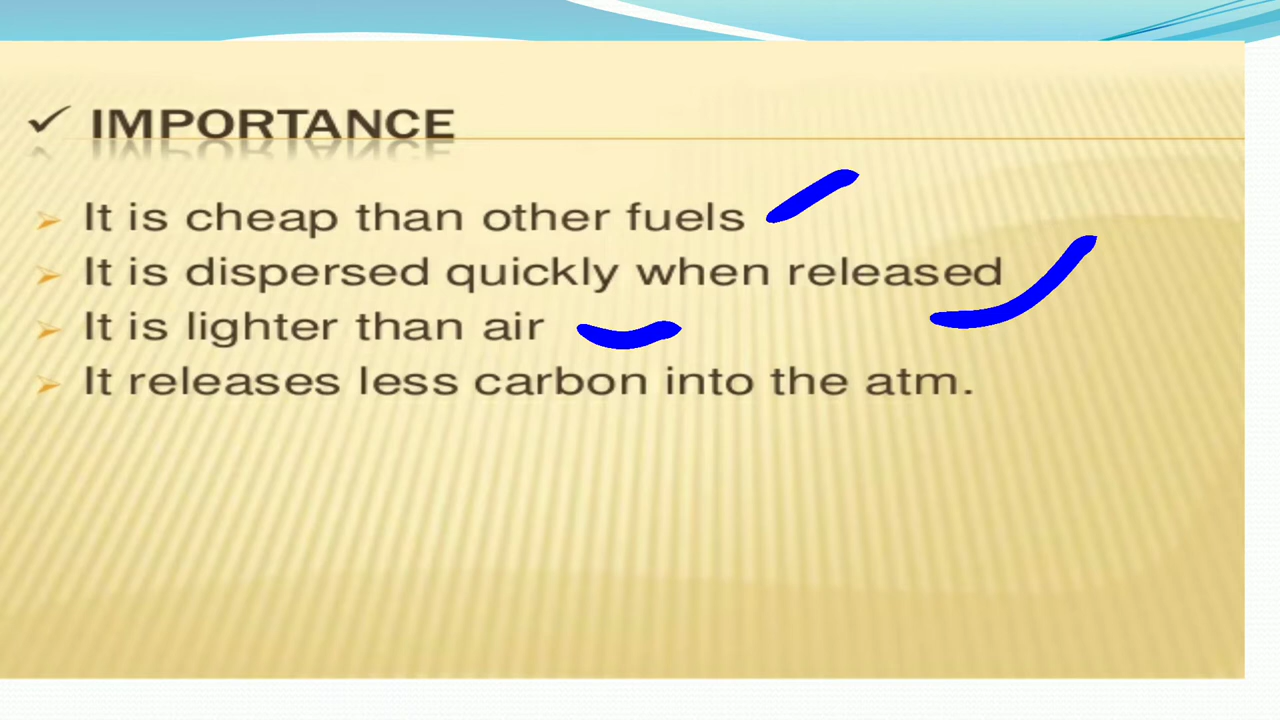 IMPORTANCE
It is cheap than other fuels
It is dispersed quickly when released
It is lighter than air
It releases less carbon into the atm.